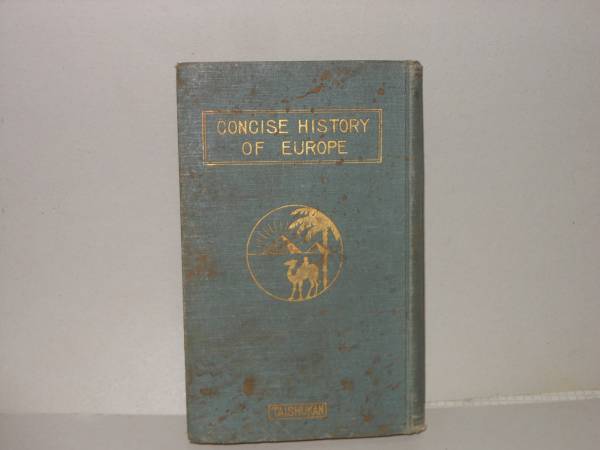 CONCISE HISTORY
OF EUROPE
TAISHUKAN